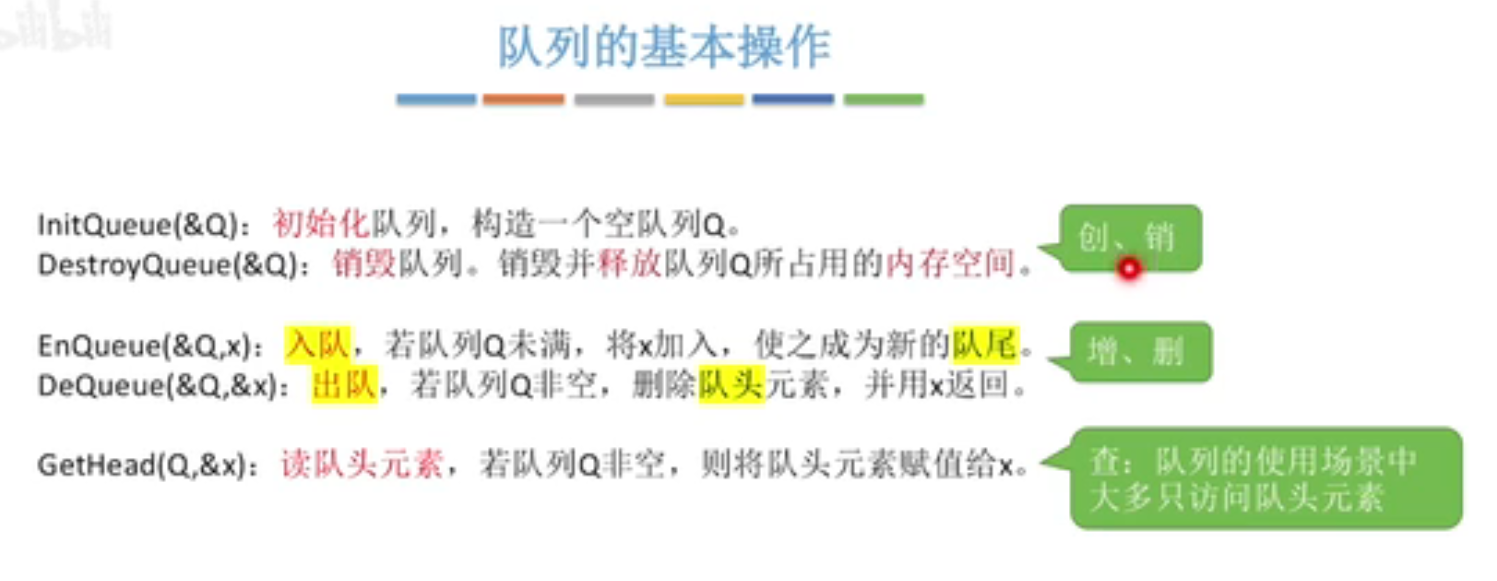 bilibili
队列的基本操作
InitQueue(&Q)：初始化队列，构造一个空队列Q。
创、销
DestroyQueue(&Q)：销毁队列。销毁并释放队列Q所占用的内存空间。
EnQueue(&Q,x)：入队，若队列Q未满，将x加入，使之成为新的队尾。
增、删
DeQueue(&Q,&x)：出队，若队列Q非空，删除队头元素，并用x返回。
GetHead(Q,&x)：读队头元素，若队列Q非空，则将队头元素赋值给x。
查：队列的使用场景中
大多只访问队头元素